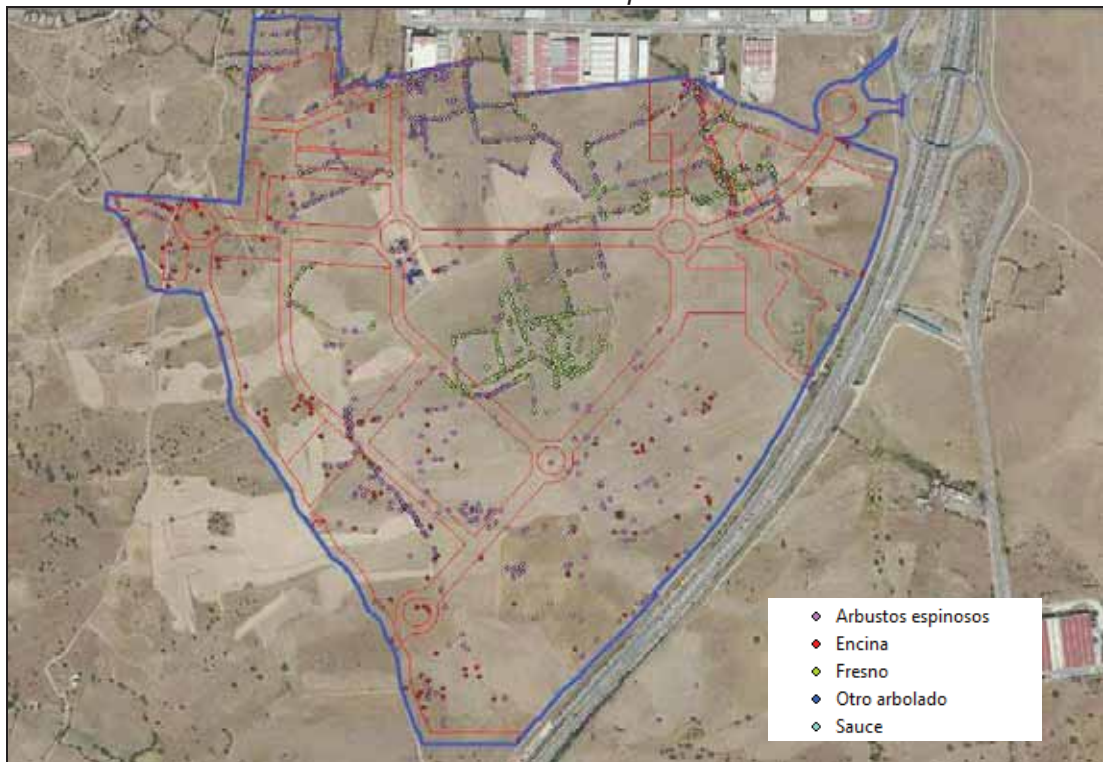 Arbustos espinosos
Encina
Fresno
Otro arbolado
Sauce